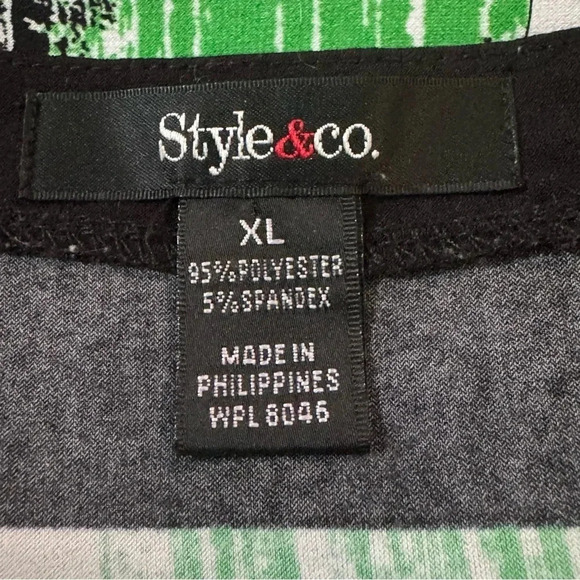 Style&co.
XL
95%POLYESTER
5%SPANDEX
MADE IN
PHILIPPINES
WPL 8046